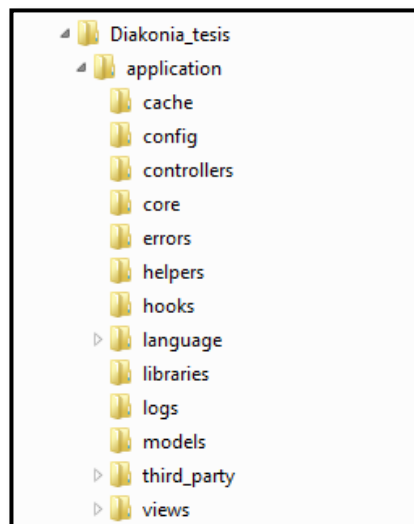 Diakonia_tesis
application
cache
config
controllers
core
errors
helpers
hooks
language
libraries
logs
models
third_party
views